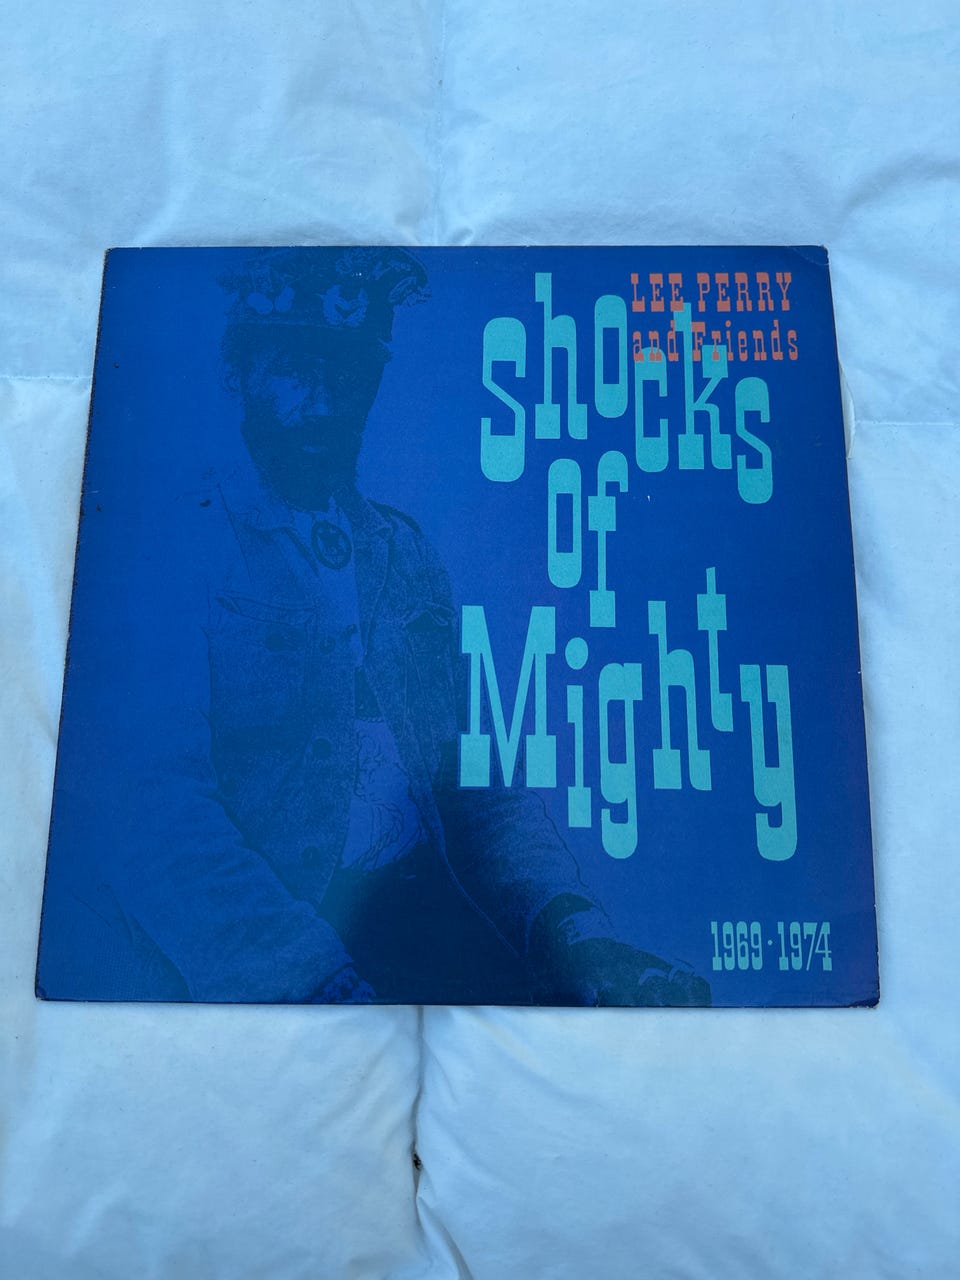 LEE PERRY
and Friends
shocks
of
Mighty
1969·1974